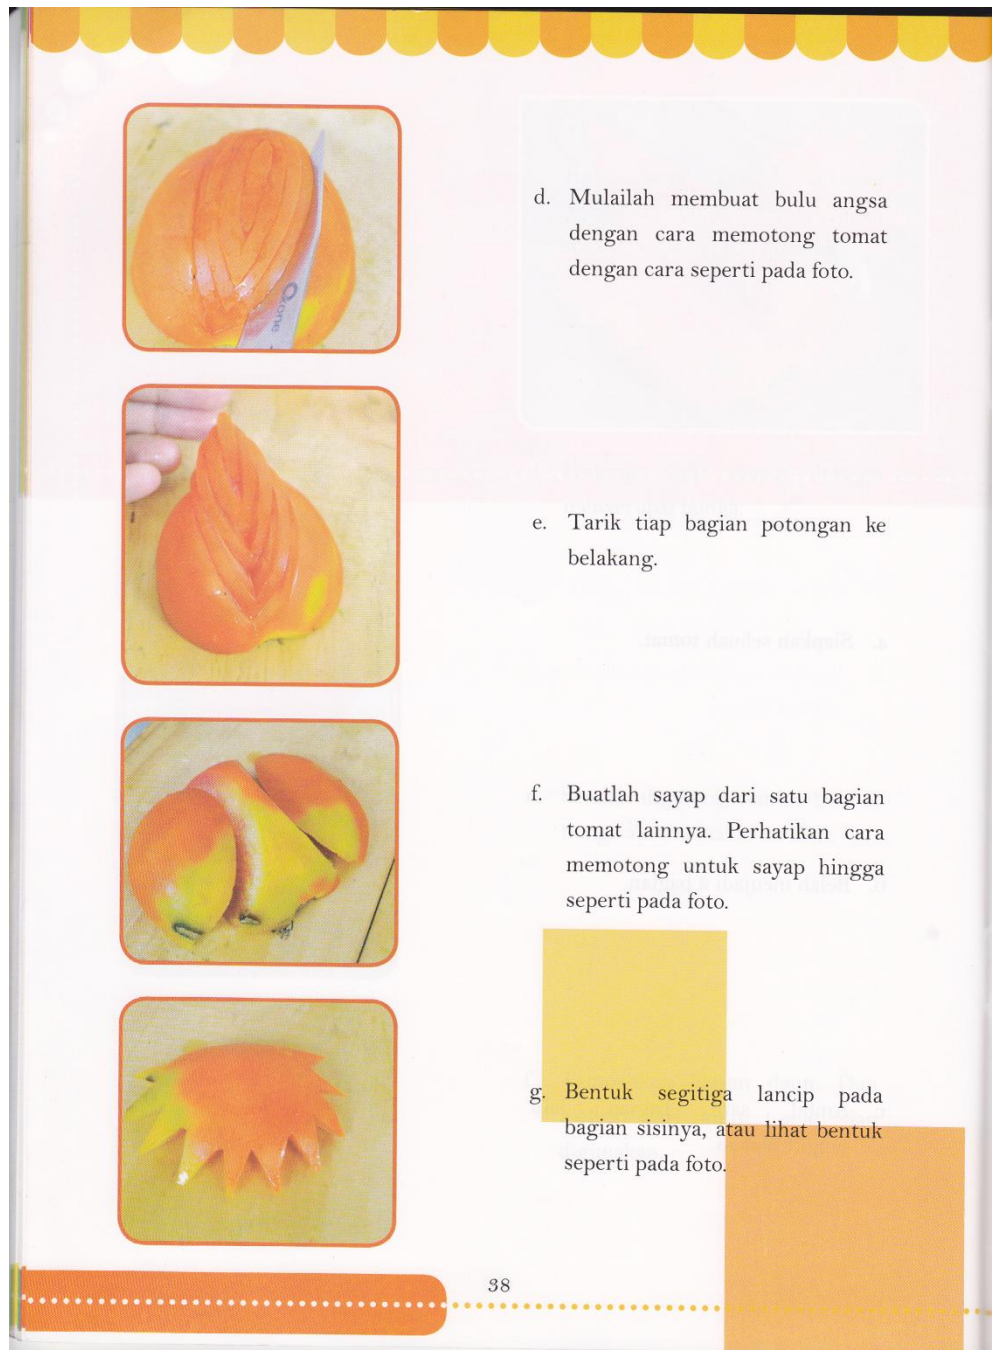 d. Mulailah membuat bulu angsa
dengan cara memotong tomat
dengan cara seperti pada foto.
e. Tarik tiap bagian potongan ke
belakang.
f. Buatlah sayap dari satu bagian
tomat lainnya. Perhatikan cara
memotong untuk sayap hingga
seperti pada foto.
g. Bentuk segitiga lancip pada
bagian sisinya, atau lihat bentuk
seperti pada foto.
38